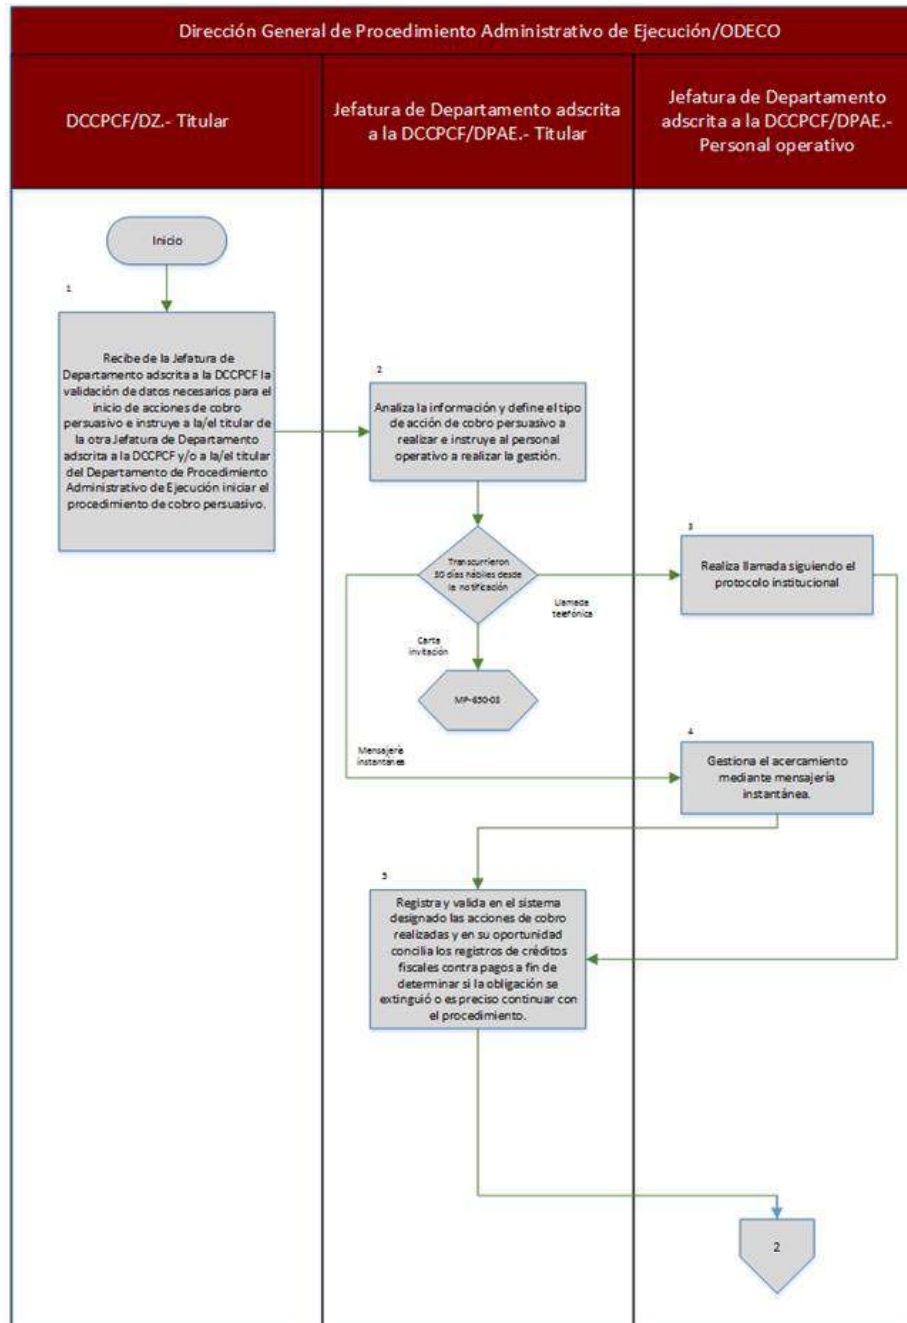 Dirección General de Procedimiento Administrativo de Ejecución/ODECO
DCCPCF/DZ.- Titular
Jefatura de Departamento adscrita
a la DCCPCF/DPAE.- Titular
Jefatura de Departamento
adscrita a la DCCPCF/DPAE.-
Personal operativo
Inicio
1
Recibe de la Jefatura de
Departamento adscrita a la DCCPCF la
validación de datos necesarios para el
inicio de acciones de cobro
persuasivo e instruye a la/el titular de
la otra Jefatura de Departamento
adscrita a la DCCPCF y/o a la/el titular
del Departamento de Procedimiento
Administrativo de Ejecución iniciar el
procedimiento de cobro persuasivo.
2
Analiza la información y define el tipo
de acción de cobro persuasivo a
realizar e instruye al personal
operativo a realizar la gestión.
Transcurrieron
30 días hábiles desde
la notificación
Llamada
telefónica
3
Realiza llamada siguiendo el
protocolo institucional
Carta
invitación
MP-650-03
Mensajería
instantánea
4
Gestiona el acercamiento
mediante mensajería
instantánea.
5
Registra y valida en el sistema
designado las acciones de cobro
realizadas y en su oportunidad
concilia los registros de créditos
fiscales contra pagos a fin de
determinar si la obligación se
extinguió o es preciso continuar con
el procedimiento.
2